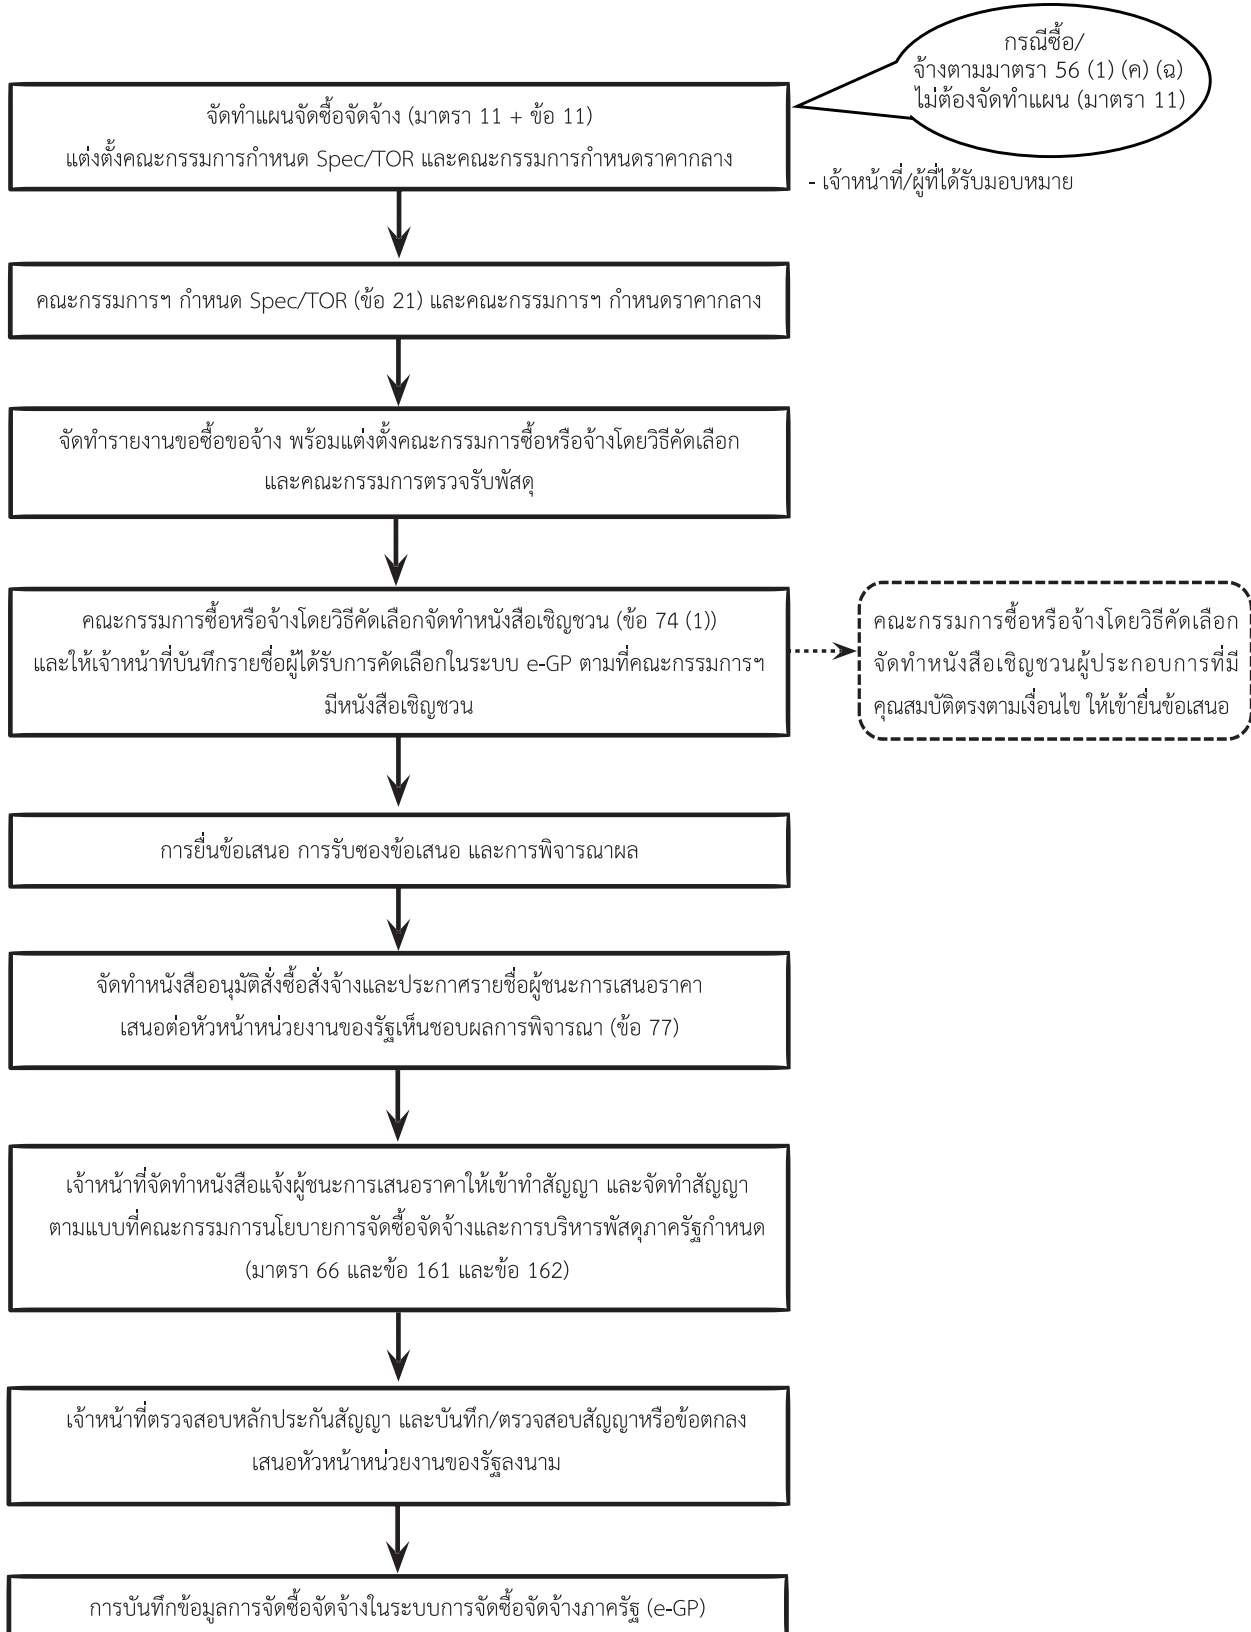 กรณีซื้อ/
จ้างตามมาตรา 56 (1) (ค) (ฉ)
ไม่ต้องจัดทำแผน (มาตรา 11)
จัดทำแผนจัดซื้อจัดจ้าง (มาตรา 11 + ข้อ 11)
แต่งตั้งคณะกรรมการกำหนด Spec/TOR และคณะกรรมการกำหนดราคากลาง
- เจ้าหน้าที่/ผู้ที่ได้รับมอบหมาย
คณะกรรมการฯ กำหนด Spec/TOR (ข้อ 21) และคณะกรรมการฯ กำหนดราคากลาง
จัดทำรายงานขอซื้อขอจ้าง พร้อมแต่งตั้งคณะกรรมการซื้อหรือจ้างโดยวิธีคัดเลือก
และคณะกรรมการตรวจรับพัสดุ
คณะกรรมการซื้อหรือจ้างโดยวิธีคัดเลือกจัดทำหนังสือเชิญชวน (ข้อ 74 (1))
และให้เจ้าหน้าที่บันทึกรายชื่อผู้ได้รับการคัดเลือกในระบบ e-GP ตามที่คณะกรรมการฯ
มีหนังสือเชิญชวน
คณะกรรมการซื้อหรือจ้างโดยวิธีคัดเลือก
จัดทำหนังสือเชิญชวนผู้ประกอบการที่มี
คุณสมบัติตรงตามเงื่อนไข ให้เข้ายื่นข้อเสนอ
การยื่นข้อเสนอ การรับซองข้อเสนอ และการพิจารณาผล
จัดทำหนังสืออนุมัติสั่งซื้อสั่งจ้างและประกาศรายชื่อผู้ชนะการเสนอราคา
เสนอต่อหัวหน้าหน่วยงานของรัฐเห็นชอบผลการพิจารณา (ข้อ 77)
เจ้าหน้าที่จัดทำหนังสือแจ้งผู้ชนะการเสนอราคาให้เข้าทำสัญญา และจัดทำสัญญา
ตามแบบที่คณะกรรมการนโยบายการจัดซื้อจัดจ้างและการบริหารพัสดุภาครัฐกำหนด
(มาตรา 66 และข้อ 161 และข้อ 162)
เจ้าหน้าที่ตรวจสอบหลักประกันสัญญา และบันทึก/ตรวจสอบสัญญาหรือข้อตกลง
เสนอหัวหน้าหน่วยงานของรัฐลงนาม
การบันทึกข้อมูลการจัดซื้อจัดจ้างในระบบการจัดซื้อจัดจ้างภาครัฐ (e-GP)